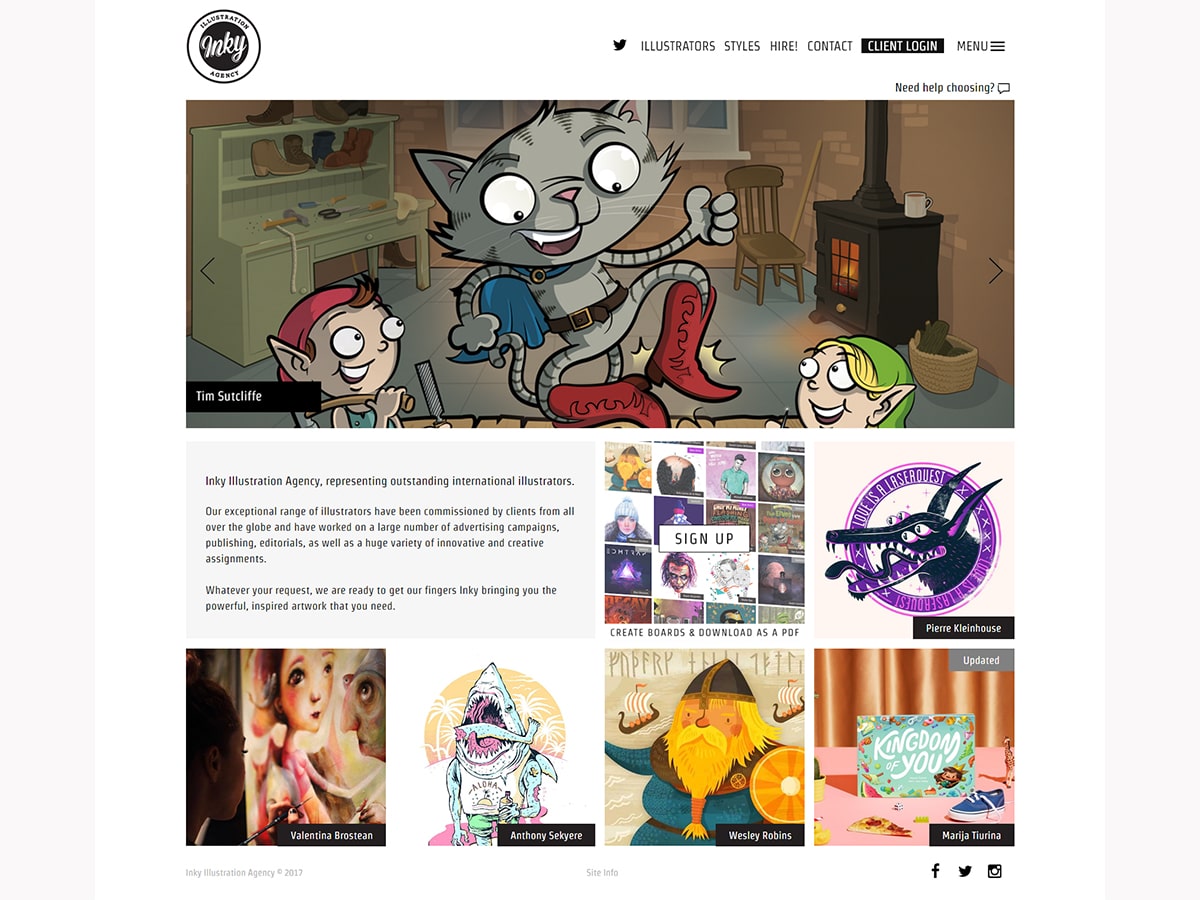 ILLUSTRATION
Inky
AGENCY
ILLUSTRATORS STYLES HIRE! CONTACT CLIENT LOGIN MENU
Need help choosing?
Tim Sutcliffe
Inky Illustration Agency, representing outstanding international illustrators.
Our exceptional range of illustrators have been commissioned by clients from all
over the globe and have worked on a large number of advertising campaigns,
publishing, editorials, as well as a huge variety of innovative and creative
assignments.
Whatever your request, we are ready to get our fingers Inky bringing you the
powerful, inspired artwork that you need.
SIGN UP
CREATE BOARDS & DOWNLOAD AS A PDF
LOVE IS A LASERQUEST
LOVE IS A LASERQUEST
Pierre Kleinhouse
Valentina Brostean
ALOHA
Anthony Sekyere
Wesley Robins
Updated
KINGDOM
OF YOU
Marija Tiurina
Inky Illustration Agency © 2017
Site Info